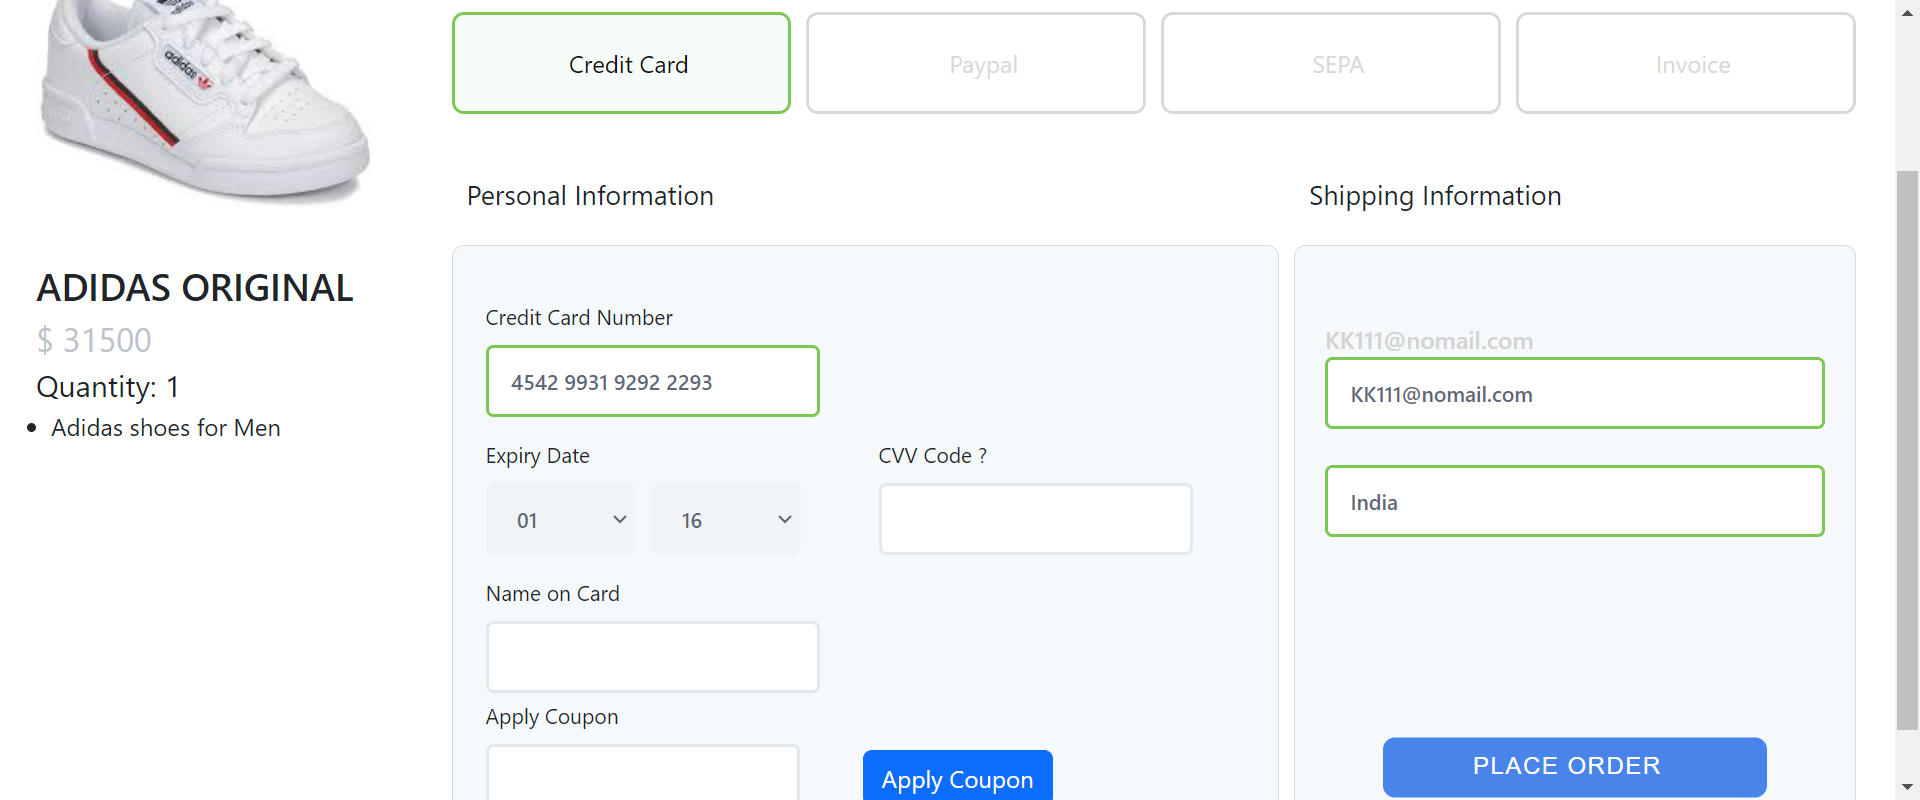 adidas
Credit Card
Paypal
SEPA
Invoice
Personal Information
Shipping Information
ADIDAS ORIGINAL
$ 31500
Quantity: 1
Adidas shoes for Men
Credit Card Number
4542 9931 9292 2293
Expiry Date
CVV Code ?
01
16
Name on Card
Apply Coupon
Apply Coupon
KK111@nomail.com
KK111@nomail.com
India
PLACE ORDER